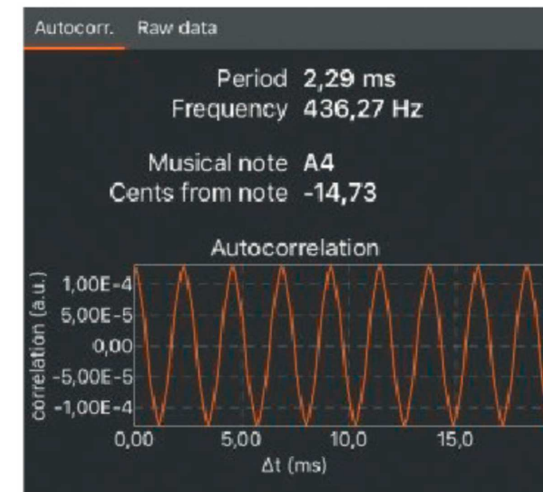 Autocorr. Raw data
Period 2,29 ms
Frequency 436,27 Hz
Musical note A4
Cents from note -14,73
Autocorrelation
correlation (a.u.)
1,00E-4
5,00E-5
0,00
-5,00E-5
-1,00E-4
0,00 5,00 10,0 15,0
Δt (ms)